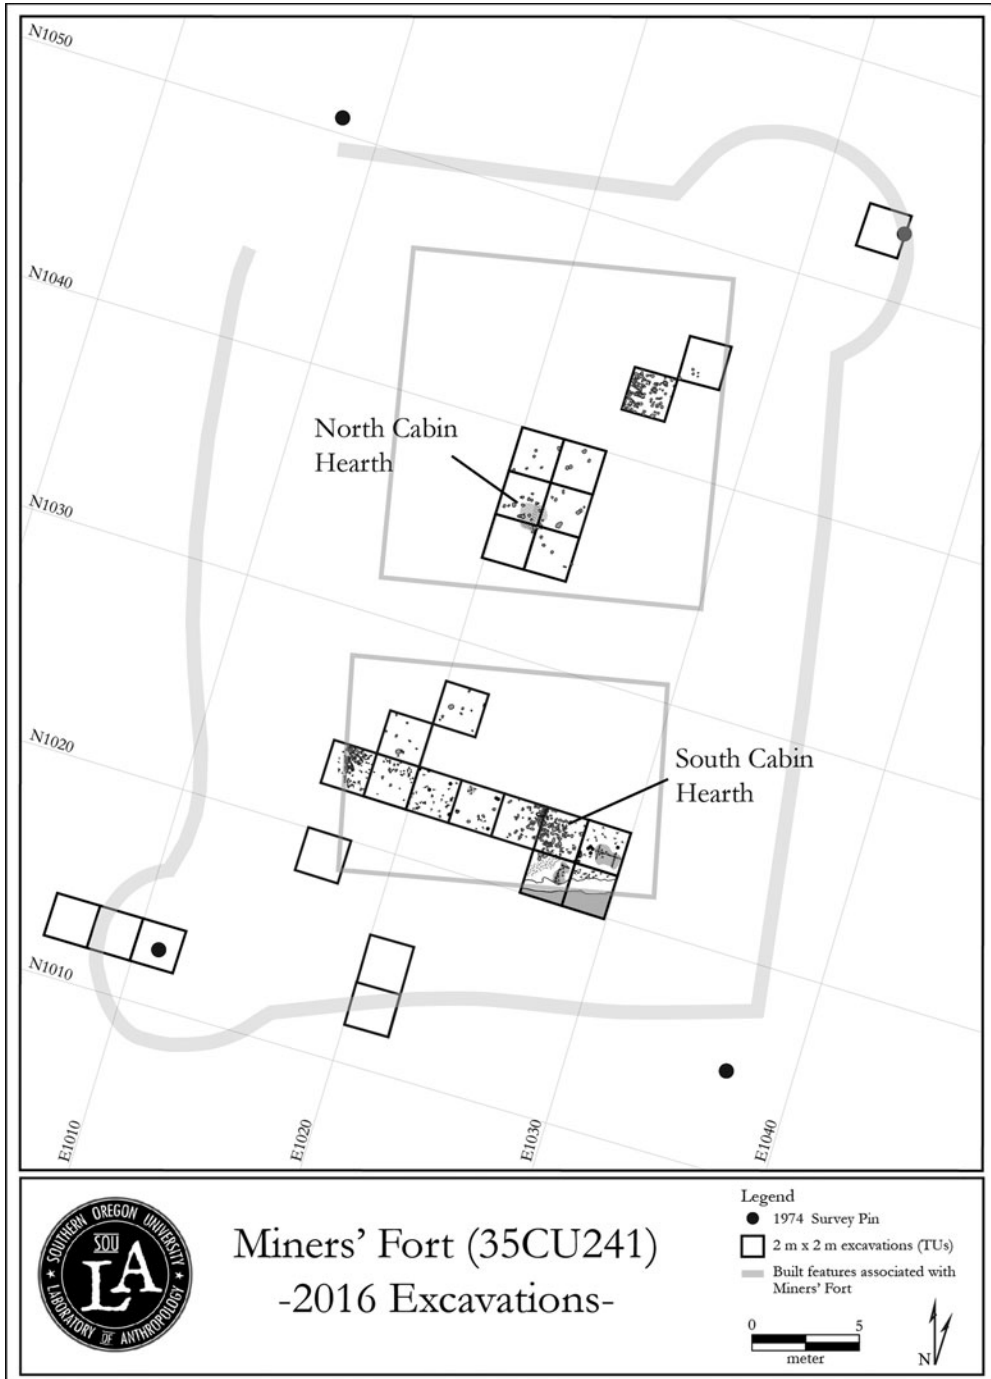 N1050
N1040
North Cabin
Hearth
N1030
South Cabin
Hearth
N1020
N1010
E1010
E1020
E1030
E1040
SOUTHERN OREGON UNIVERSITY
SOU
LA
LABORATORY OF ANTHROPOLOGY
Miners' Fort (35CU241)
-2016 Excavations-
Legend
1974 Survey Pin
2 m x 2 m excavations (TUs)
Built features associated with
Miners' Fort
0 5
meter
N